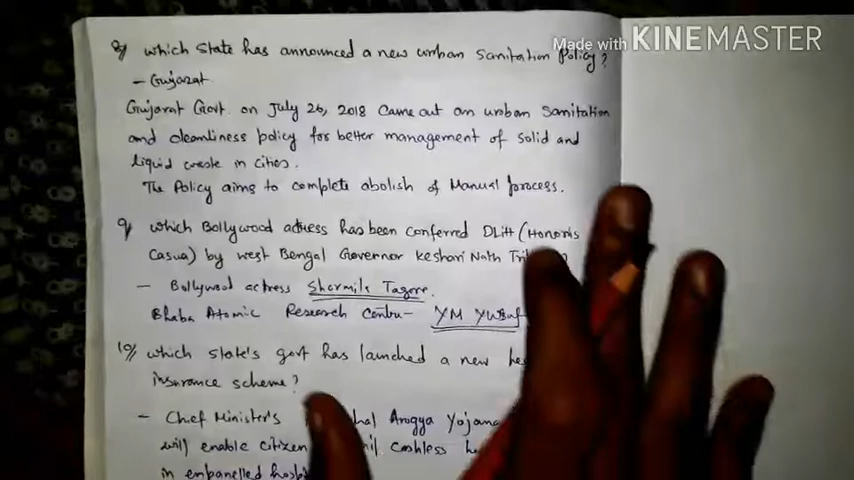 Made with KINEMASTER
8) which State has announced a new urban Sanitation Policy?
- Gujarat
Gujarat Govt. on July 26, 2018 came out an urban Sanitation
and cleanliness policy for better management of solid and
liquid waste in cities.
The Policy aims to complete abolish of Manual process.
9 which Bollywood actress has been conferred DLitt (Honoris
Casua) by west Bengal Governor Keshari Nath
- Bollywood actress Sharmila Tagore.
Bhaba Atomic Research Centre- YM
10) which state's govt has launched a new
insurance scheme?
- Chief Minister's Arogya Yojana
will enable citizen cashless
in empanelled